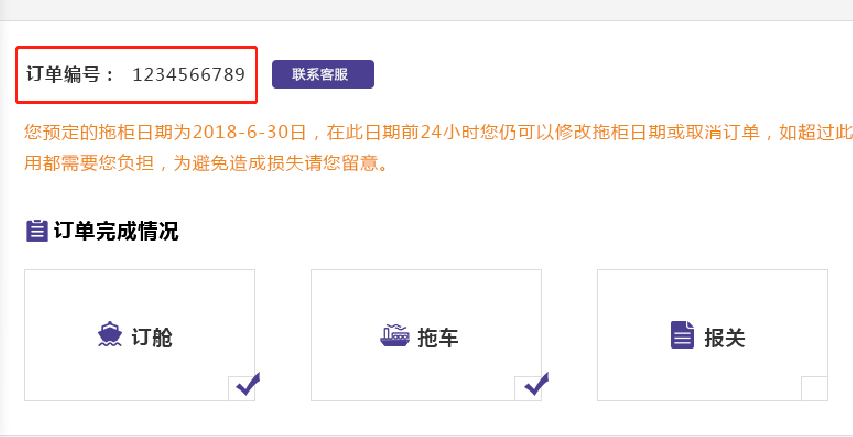 订单编号： 1234566789 联系客服
您预定的拖柜日期为2018-6-30日，在此日期前24小时您仍可以修改拖柜日期或取消订单，如超过此
用都需要您负担，为避免造成损失请您留意。
订单完成情况
订舱 拖车 报关